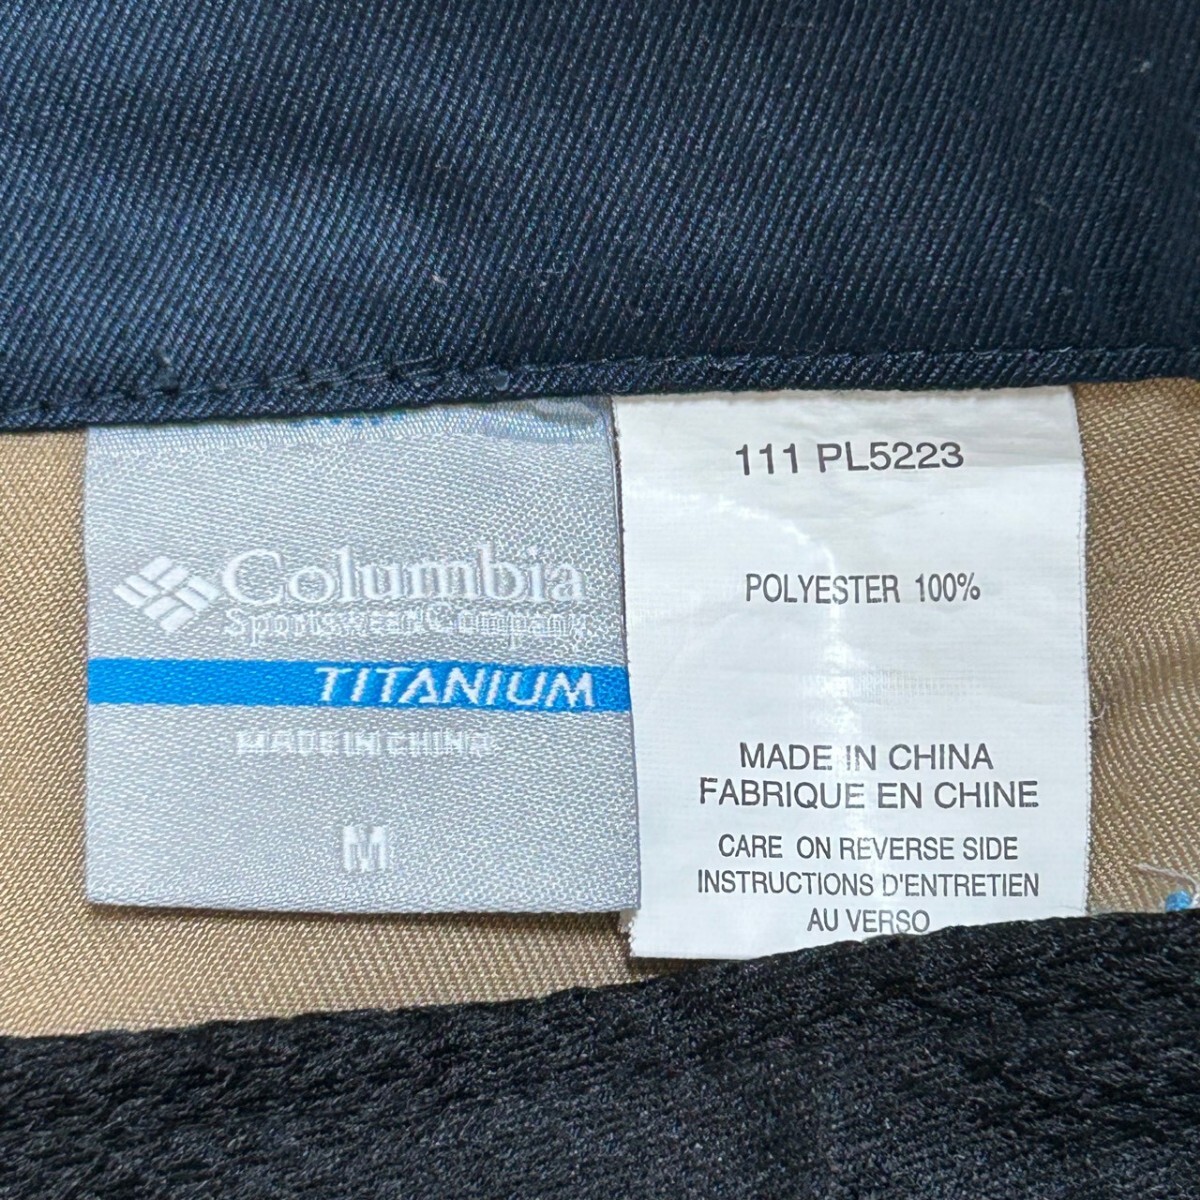 Columbia
Sportswear Company
TITANIUM
MADE IN CHINA
M
111 PL5223
POLYESTER 100%
MADE IN CHINA
FABRIQUE EN CHINE
CARE ON REVERSE SIDE
INSTRUCTIONS D'ENTRETIEN
AU VERSO